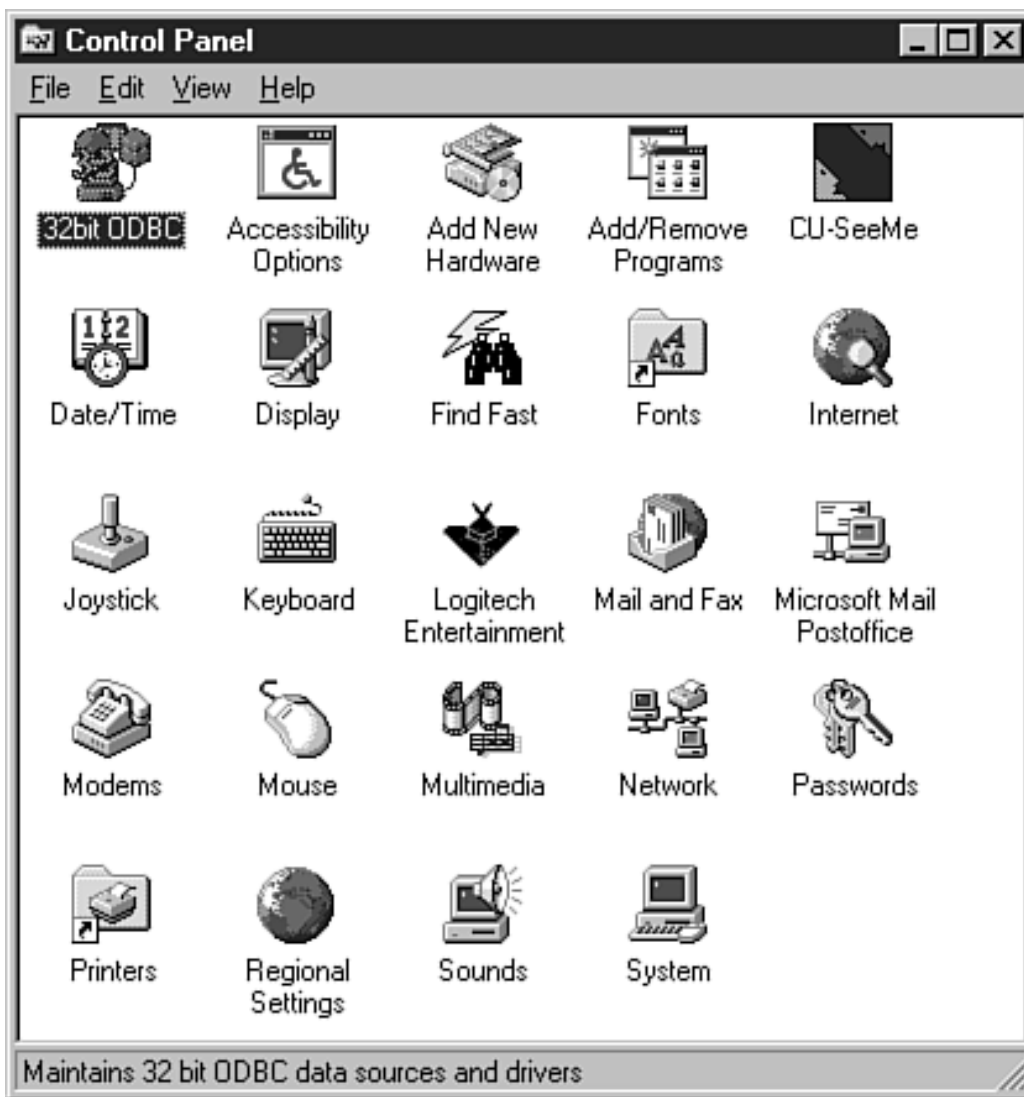 Control Panel
File Edit View Help
32bit ODBC
Accessibility
Options
Add New
Hardware
Add/Remove
Programs
CU-SeeMe
Date/Time
Display
Find Fast
Fonts
Internet
Joystick
Keyboard
Logitech
Entertainment
Mail and Fax
Microsoft Mail
Postoffice
Modems
Mouse
Multimedia
Network
Passwords
Printers
Regional
Settings
Sounds
System
Maintains 32 bit ODBC data sources and drivers